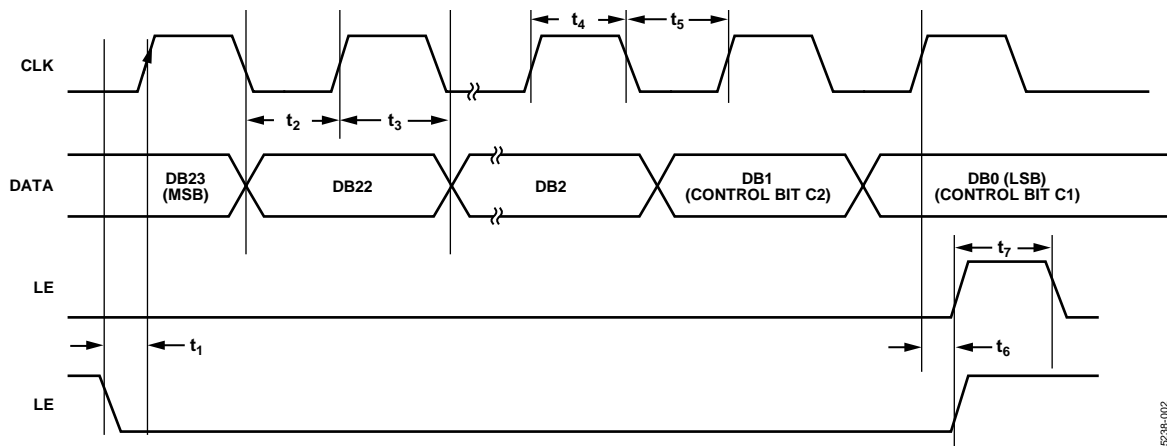 t4
t5
CLK
t2
t3
DATA
DB23
(MSB)
DB22
DB2
DB1
(CONTROL BIT C2)
DB0 (LSB)
(CONTROL BIT C1)
t7
LE
t1
t6
LE
5238-002